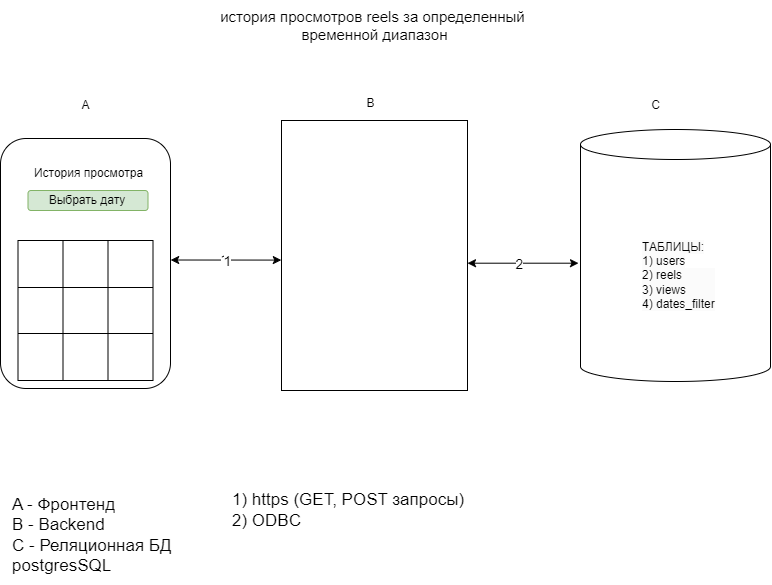 история просмотров reels за определенный
временной диапазон
A
B
C
История просмотра
Выбрать дату
1
2
ТАБЛИЦЫ:
1) users
2) reels
3) views
4) dates_filter
A - Фронтенд
B - Backend
C - Реляционная БД
postgresSQL
1) https (GET, POST запросы)
2) ODBC